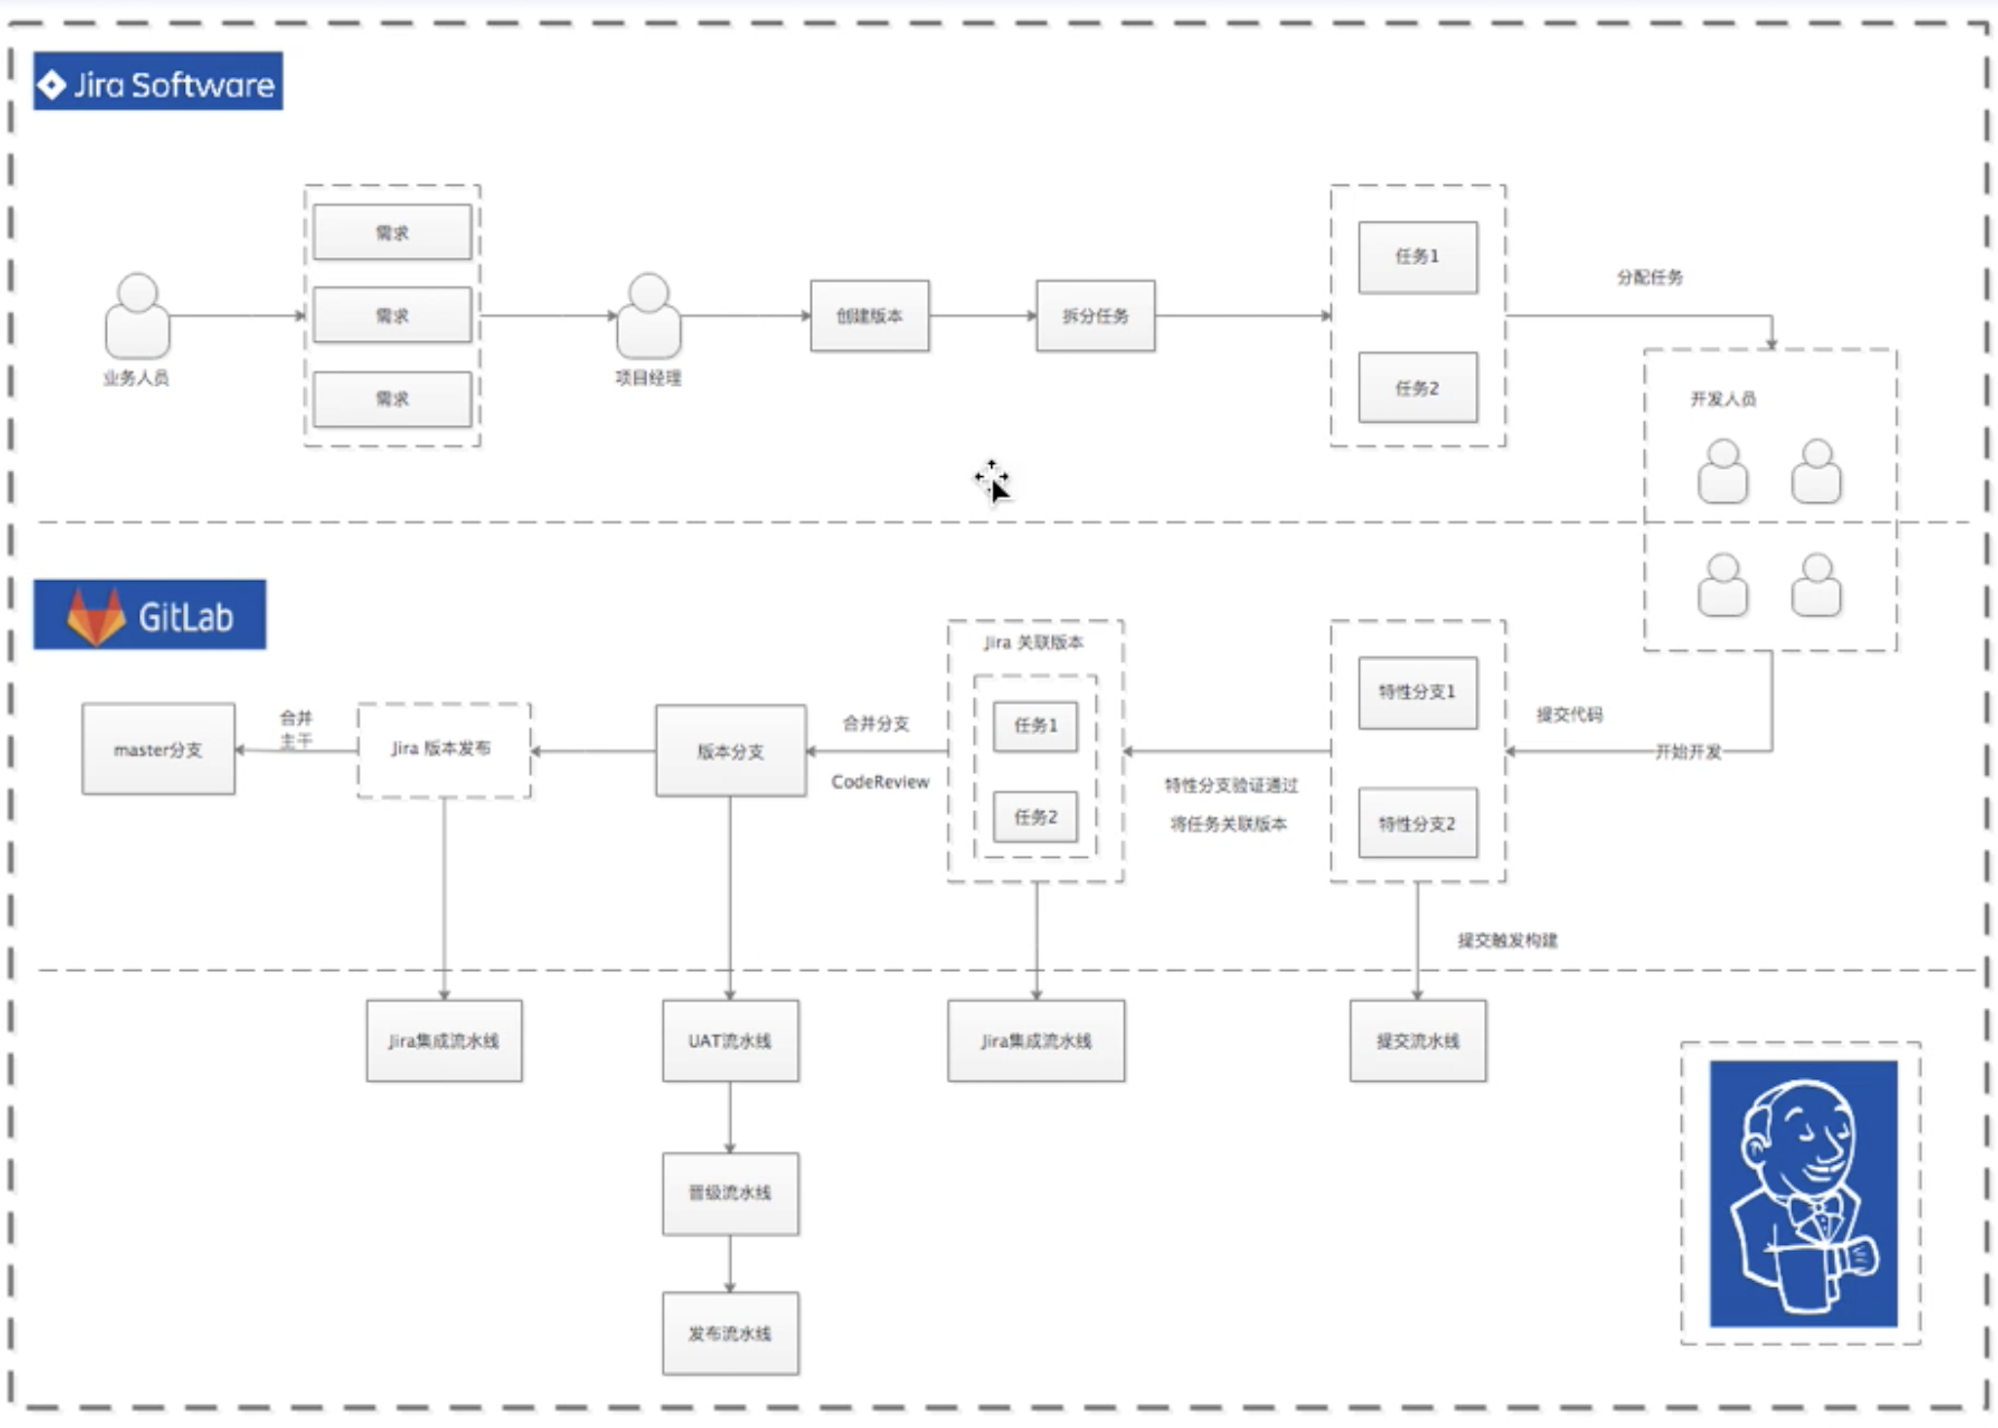 Jira Software
需求
需求
需求
业务人员
项目经理
创建版本
拆分任务
任务1
任务2
分配任务
开发人员
GitLab
master分支
合并
主干
Jira 版本发布
版本分支
合并分支
CodeReview
Jira 关联版本
任务1
任务2
特性分支验证通过
将任务关联版本
特性分支1
特性分支2
提交代码
开始开发
提交触发构建
Jira集成流水线
UAT流水线
Jira集成流水线
提交流水线
晋级流水线
发布流水线